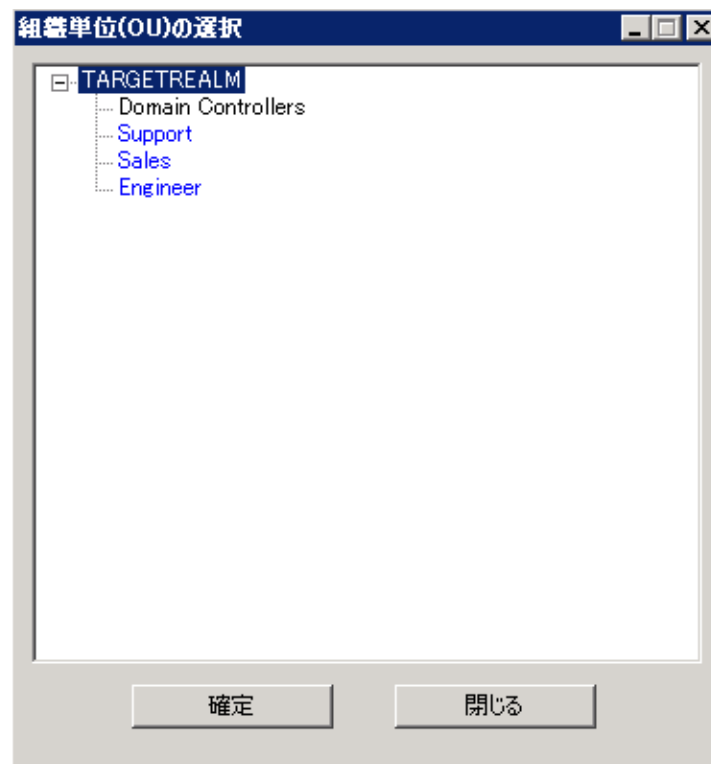 組織単位(OU)の選択
TARGETREALM
Domain Controllers
Support
Sales
Engineer
確定
閉じる